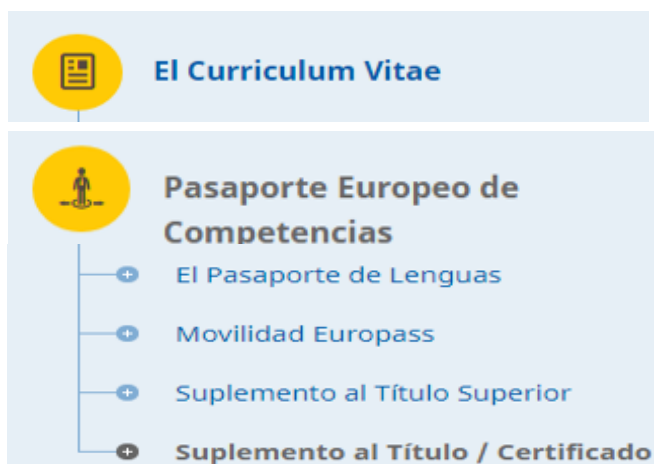 El Curriculum Vitae
Pasaporte Europeo de
Competencias
El Pasaporte de Lenguas
Movilidad Europass
Suplemento al Título Superior
Suplemento al Título / Certificado